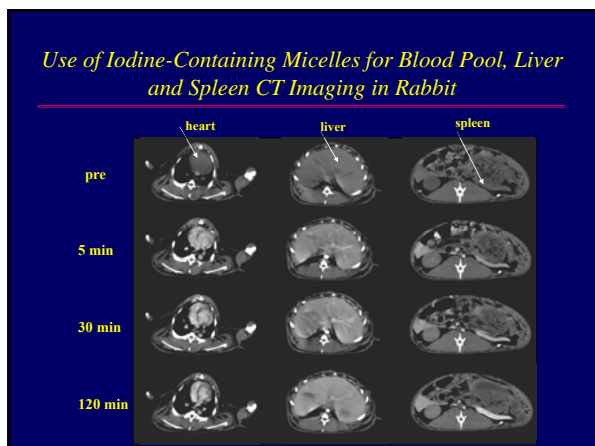 Use of Iodine-Containing Micelles for Blood Pool, Liver
and Spleen CT Imaging in Rabbit
heart
liver
spleen
pre
5 min
30 min
120 min